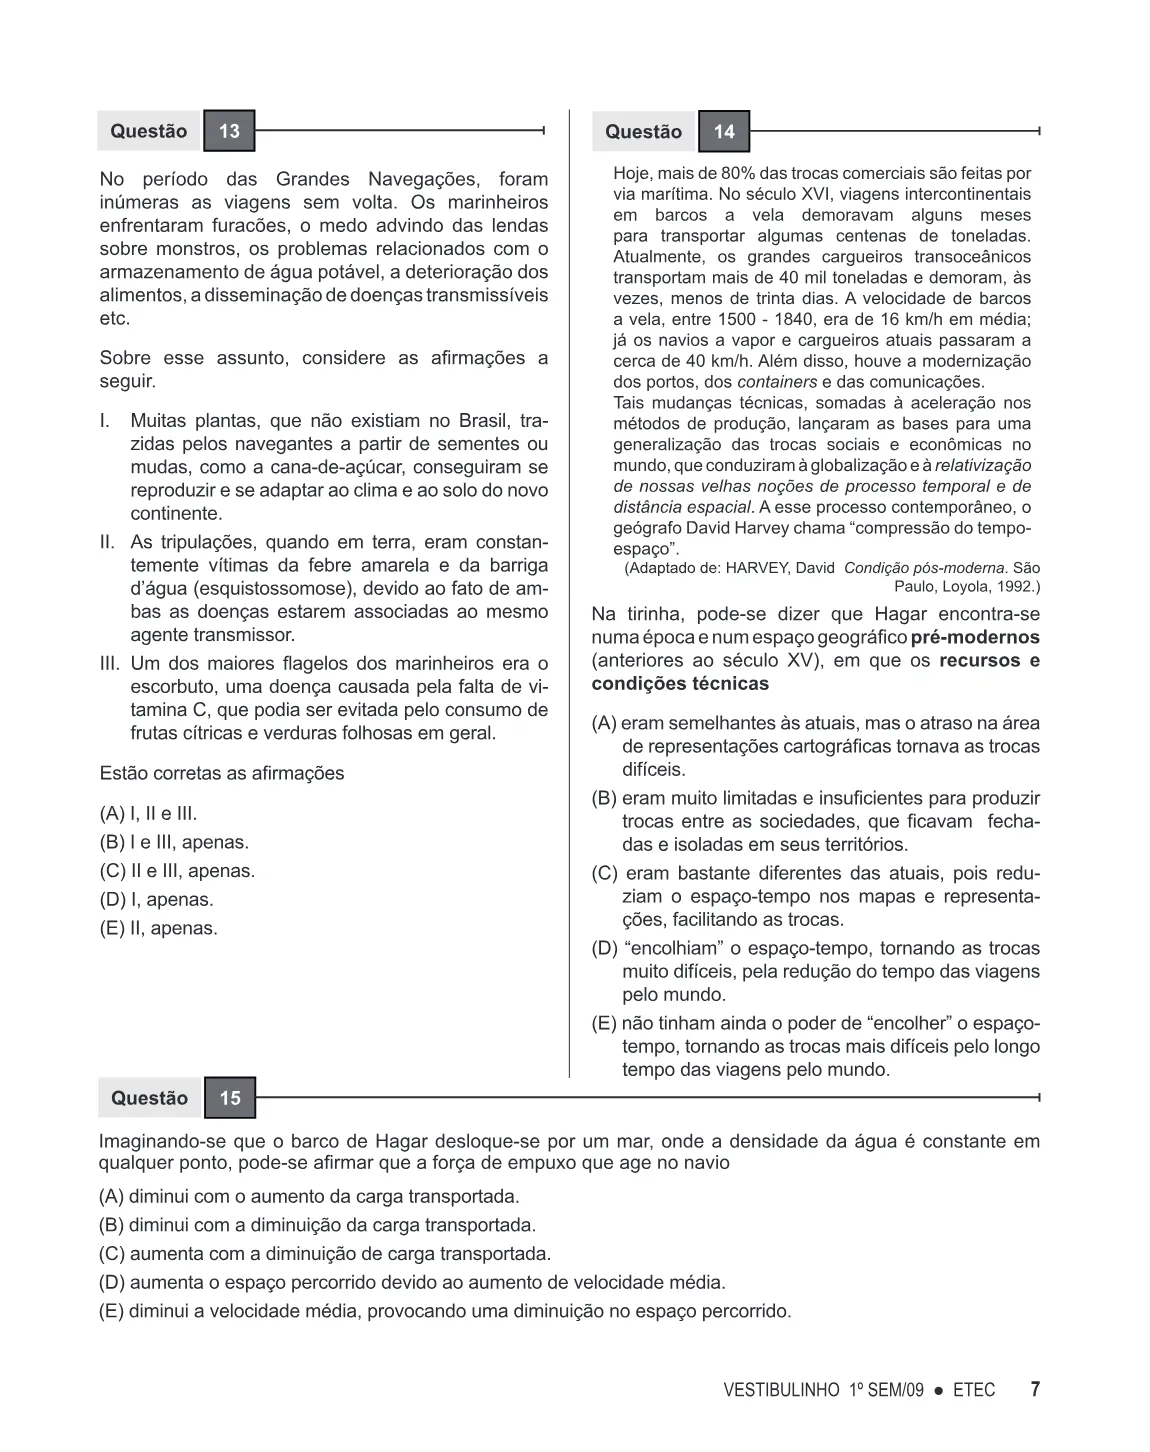 Questão 13
No período das Grandes Navegações, foram
inúmeras as viagens sem volta. Os marinheiros
enfrentaram furacões, o medo advindo das lendas
sobre monstros, os problemas relacionados com o
armazenamento de água potável, a deterioração dos
alimentos, a disseminação de doenças transmissíveis
etc.
Sobre esse assunto, considere as afirmações a
seguir.
I. Muitas plantas, que não existiam no Brasil, tra-
zidas pelos navegantes a partir de sementes ou
mudas, como a cana-de-açúcar, conseguiram se
reproduzir e se adaptar ao clima e ao solo do novo
continente.
II. As tripulações, quando em terra, eram constan-
temente vítimas da febre amarela e da barriga
d’água (esquistossomose), devido ao fato de am-
bas as doenças estarem associadas ao mesmo
agente transmissor.
III. Um dos maiores flagelos dos marinheiros era o
escorbuto, uma doença causada pela falta de vi-
tamina C, que podia ser evitada pelo consumo de
frutas cítricas e verduras folhosas em geral.
Estão corretas as afirmações
(A) I, II e III.
(B) I e III, apenas.
(C) II e III, apenas.
(D) I, apenas.
(E) II, apenas.
Questão 14
Hoje, mais de 80% das trocas comerciais são feitas por
via marítima. No século XVI, viagens intercontinentais
em barcos a vela demoravam alguns meses
para transportar algumas centenas de toneladas.
Atualmente, os grandes cargueiros transoceânicos
transportam mais de 40 mil toneladas e demoram, às
vezes, menos de trinta dias. A velocidade de barcos
a vela, entre 1500 - 1840, era de 16 km/h em média;
já os navios a vapor e cargueiros atuais passaram a
cerca de 40 km/h. Além disso, houve a modernização
dos portos, dos containers e das comunicações.
Tais mudanças técnicas, somadas à aceleração nos
métodos de produção, lançaram as bases para uma
generalização das trocas sociais e econômicas no
mundo, que conduziram à globalização e à relativização
de nossas velhas noções de processo temporal e de
distância espacial. A esse processo contemporâneo, o
geógrafo David Harvey chama “compressão do tempo-
espaço”.
(Adaptado de: HARVEY, David Condição pós-moderna. São
Paulo, Loyola, 1992.)
Na tirinha, pode-se dizer que Hagar encontra-se
numa época e num espaço geográfico pré-modernos
(anteriores ao século XV), em que os recursos e
condições técnicas
(A) eram semelhantes às atuais, mas o atraso na área
de representações cartográficas tornava as trocas
difíceis.
(B) eram muito limitadas e insuficientes para produzir
trocas entre as sociedades, que ficavam fecha-
das e isoladas em seus territórios.
(C) eram bastante diferentes das atuais, pois redu-
ziam o espaço-tempo nos mapas e representa-
ções, facilitando as trocas.
(D) “encolhiam” o espaço-tempo, tornando as trocas
muito difíceis, pela redução do tempo das viagens
pelo mundo.
(E) não tinham ainda o poder de “encolher” o espaço-
tempo, tornando as trocas mais difíceis pelo longo
tempo das viagens pelo mundo.
Questão 15
Imaginando-se que o barco de Hagar desloque-se por um mar, onde a densidade da água é constante em
qualquer ponto, pode-se afirmar que a força de empuxo que age no navio
(A) diminui com o aumento da carga transportada.
(B) diminui com a diminuição da carga transportada.
(C) aumenta com a diminuição de carga transportada.
(D) aumenta o espaço percorrido devido ao aumento de velocidade média.
(E) diminui a velocidade média, provocando uma diminuição no espaço percorrido.
VESTIBULINHO 1º SEM/09 ● ETEC 7